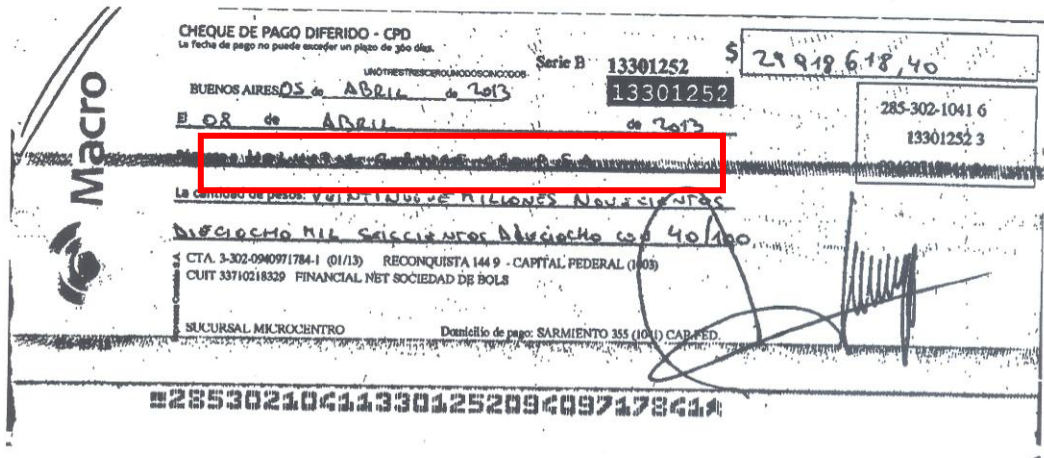 CHEQUE DE PAGO DIFERIDO - CPD
La fecha de pago no puede exceder un plazo de 360 días.
UNOTRESTRESCEROUNODOSCINCODOS
Serie B 13301252
$ 29 918 618,40
BUENOS AIRES 05 de ABRIL de 2013
13301252
285-302-1041 6
13301252 3
El 08 de ABRIL de 2013
S.A.
La cantidad de pesos: VEINTINUEVE MILLONES NOVECIENTOS
DIECIOCHO MIL SEISCIENTOS DIECIOCHO con 40/100
CTA. 3-302-0940971784-1 (01/13) RECONQUISTA 144 9 - CAPITAL FEDERAL (1003)
CUIT 33710218329 FINANCIAL NET SOCIEDAD DE BOLS
SUCURSAL MICROCENTRO
Domicilio de pago: SARMIENTO 355 (1041) CAP. FED.
Macro
28530210411330125209409717841